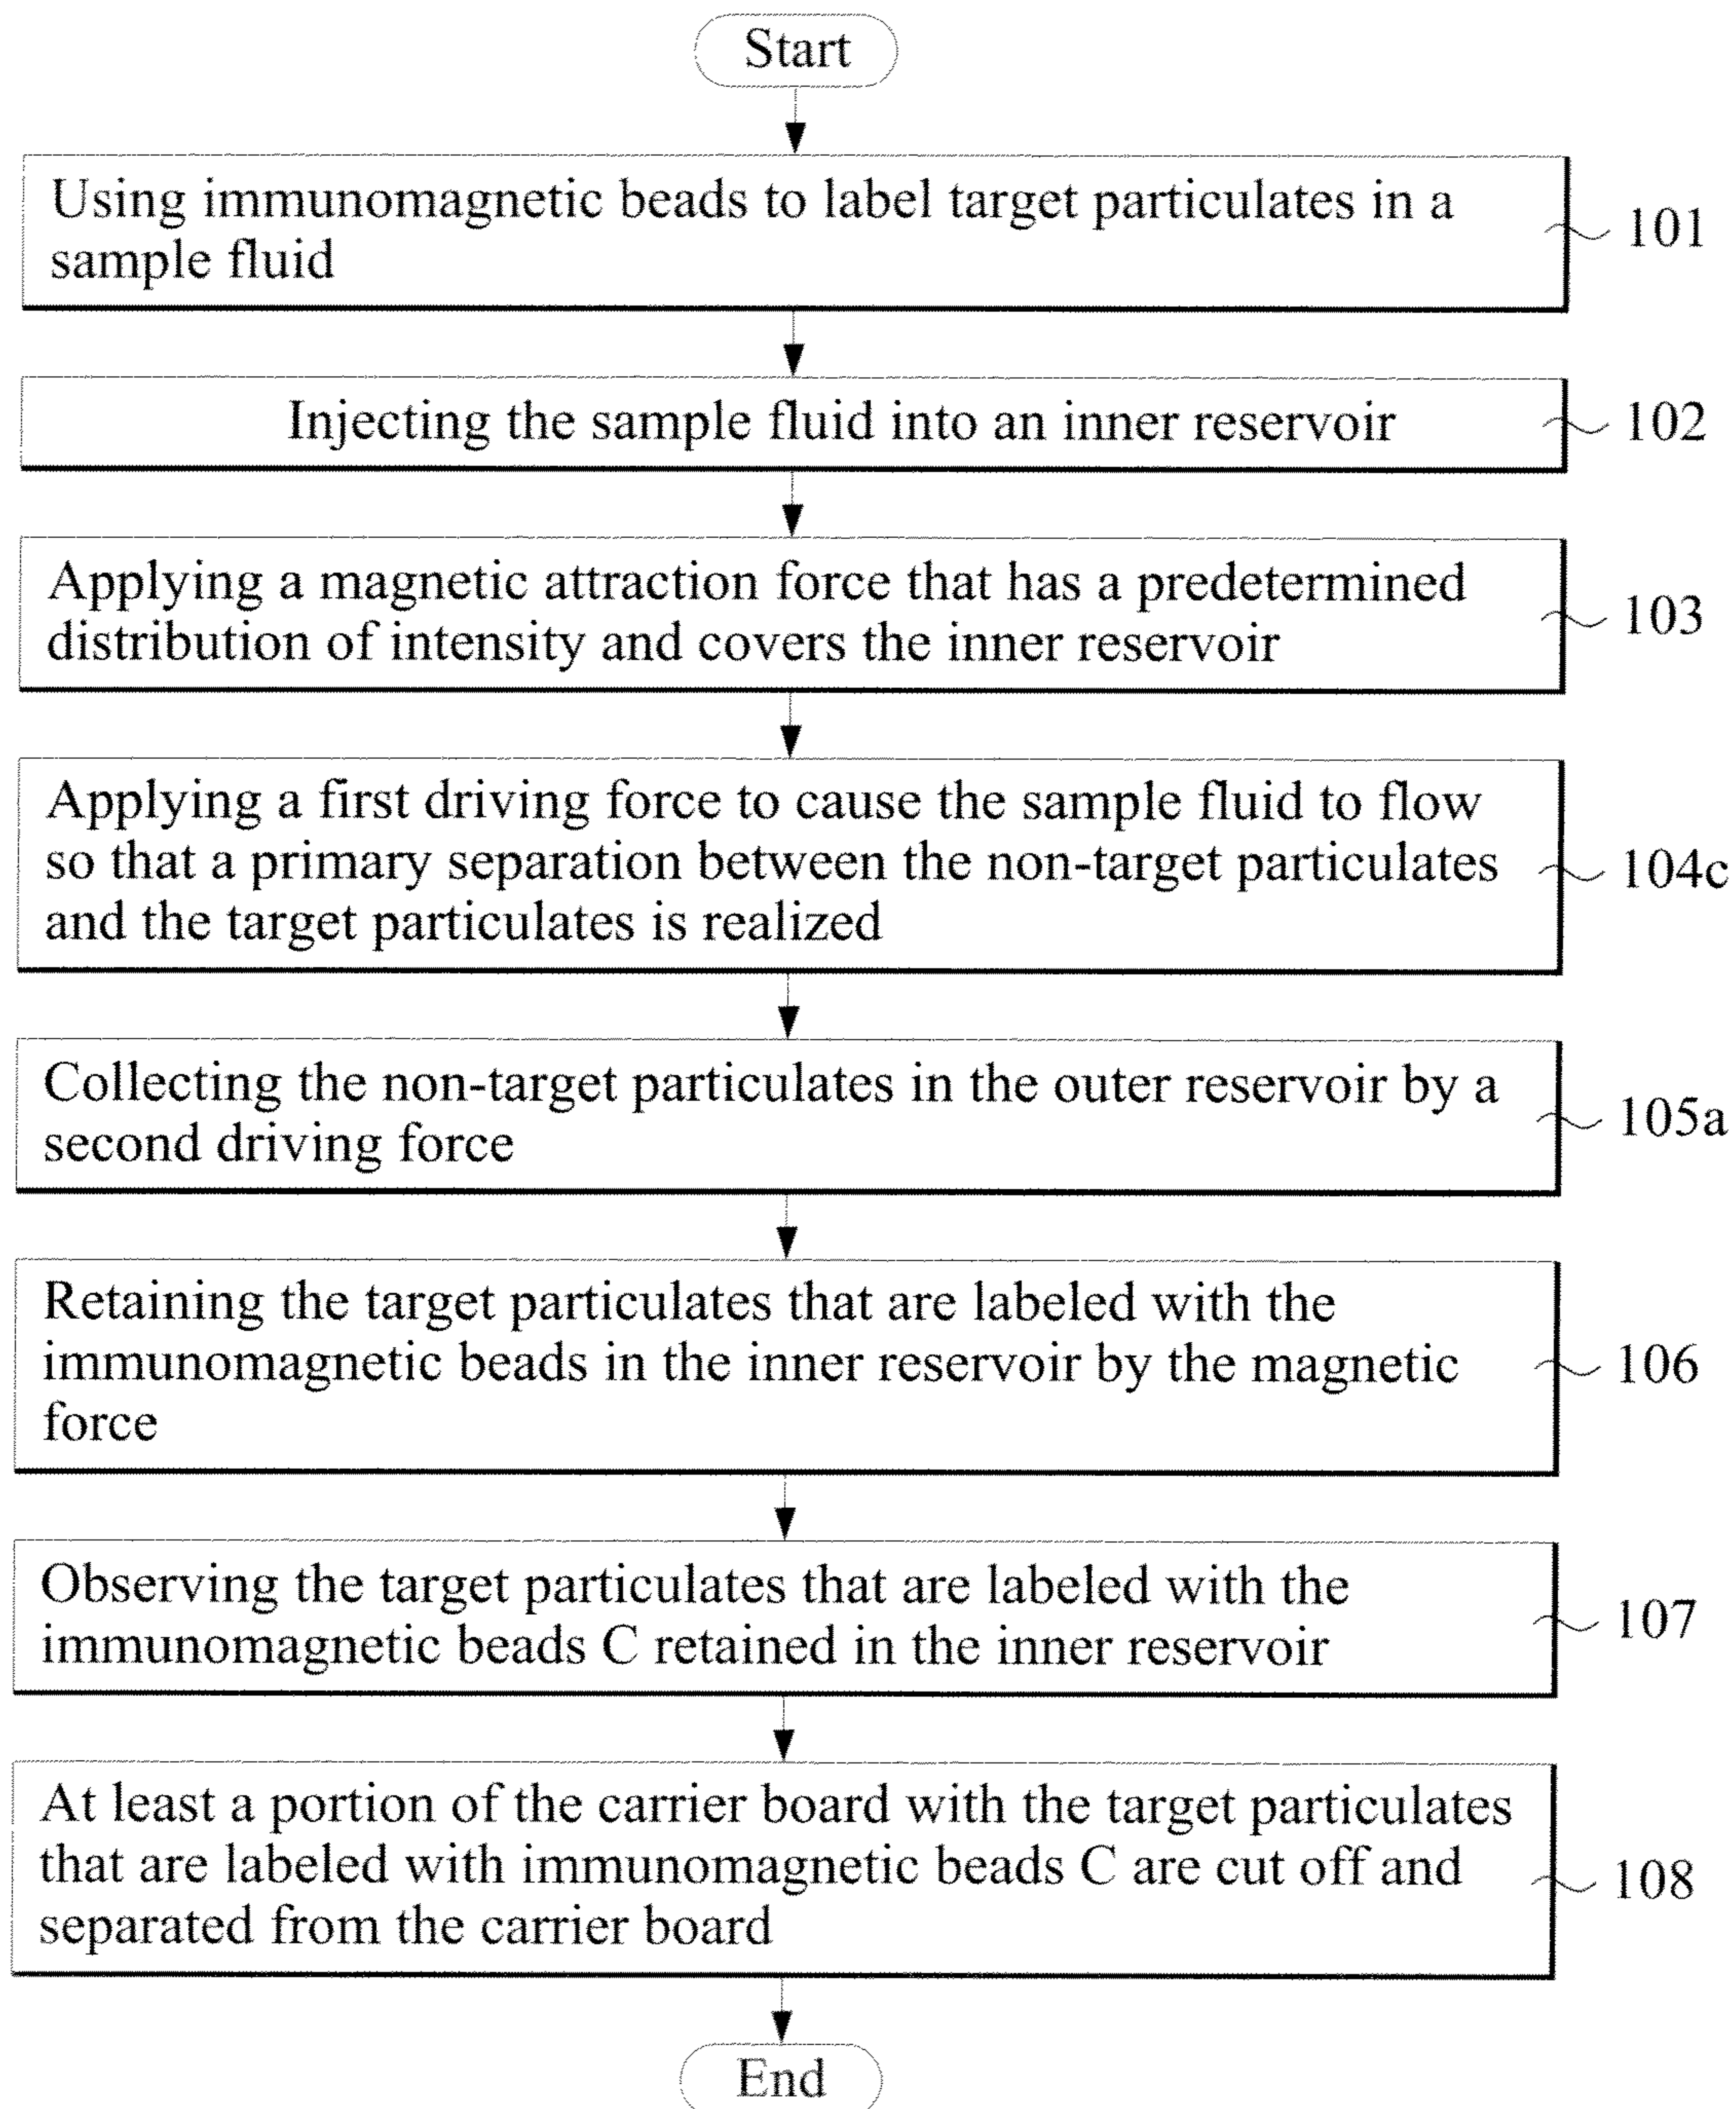 Start
Using immunomagnetic beads to label target particulates in a
sample fluid
101
Injecting the sample fluid into an inner reservoir
102
Applying a magnetic attraction force that has a predetermined
distribution of intensity and covers the inner reservoir
103
Applying a first driving force to cause the sample fluid to flow
so that a primary separation between the non-target particulates
and the target particulates is realized
104c
Collecting the non-target particulates in the outer reservoir by a
second driving force
105a
Retaining the target particulates that are labeled with the
immunomagnetic beads in the inner reservoir by the magnetic
force
106
Observing the target particulates that are labeled with the
immunomagnetic beads C retained in the inner reservoir
107
At least a portion of the carrier board with the target particulates
that are labeled with immunomagnetic beads C are cut off and
separated from the carrier board
108
End